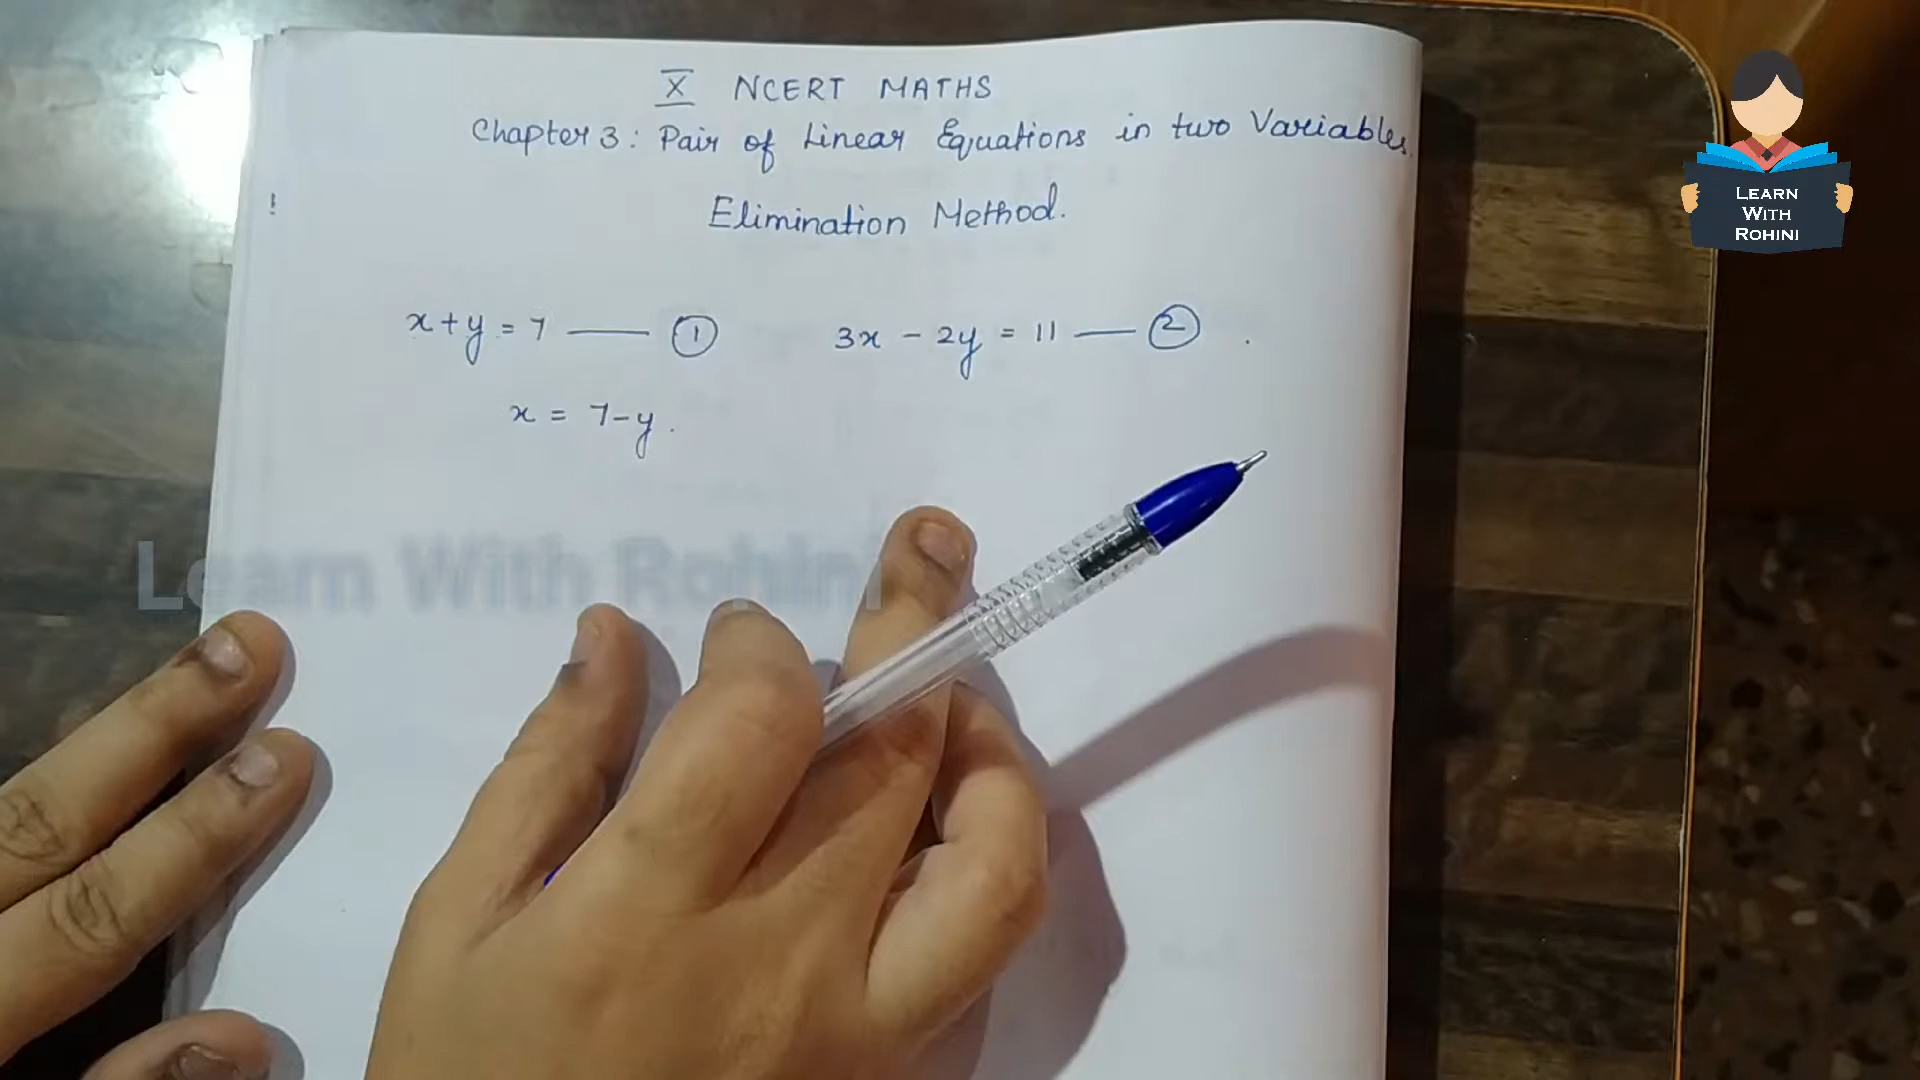 X NCERT MATHS
Chapter 3: Pair of Linear Equations in two Variables.
Elimination Method.
x+y = 7 —— ①
3x - 2y = 11 —— ②
x = 7-y.
Learn With Rohini
LEARN
WITH
ROHINI